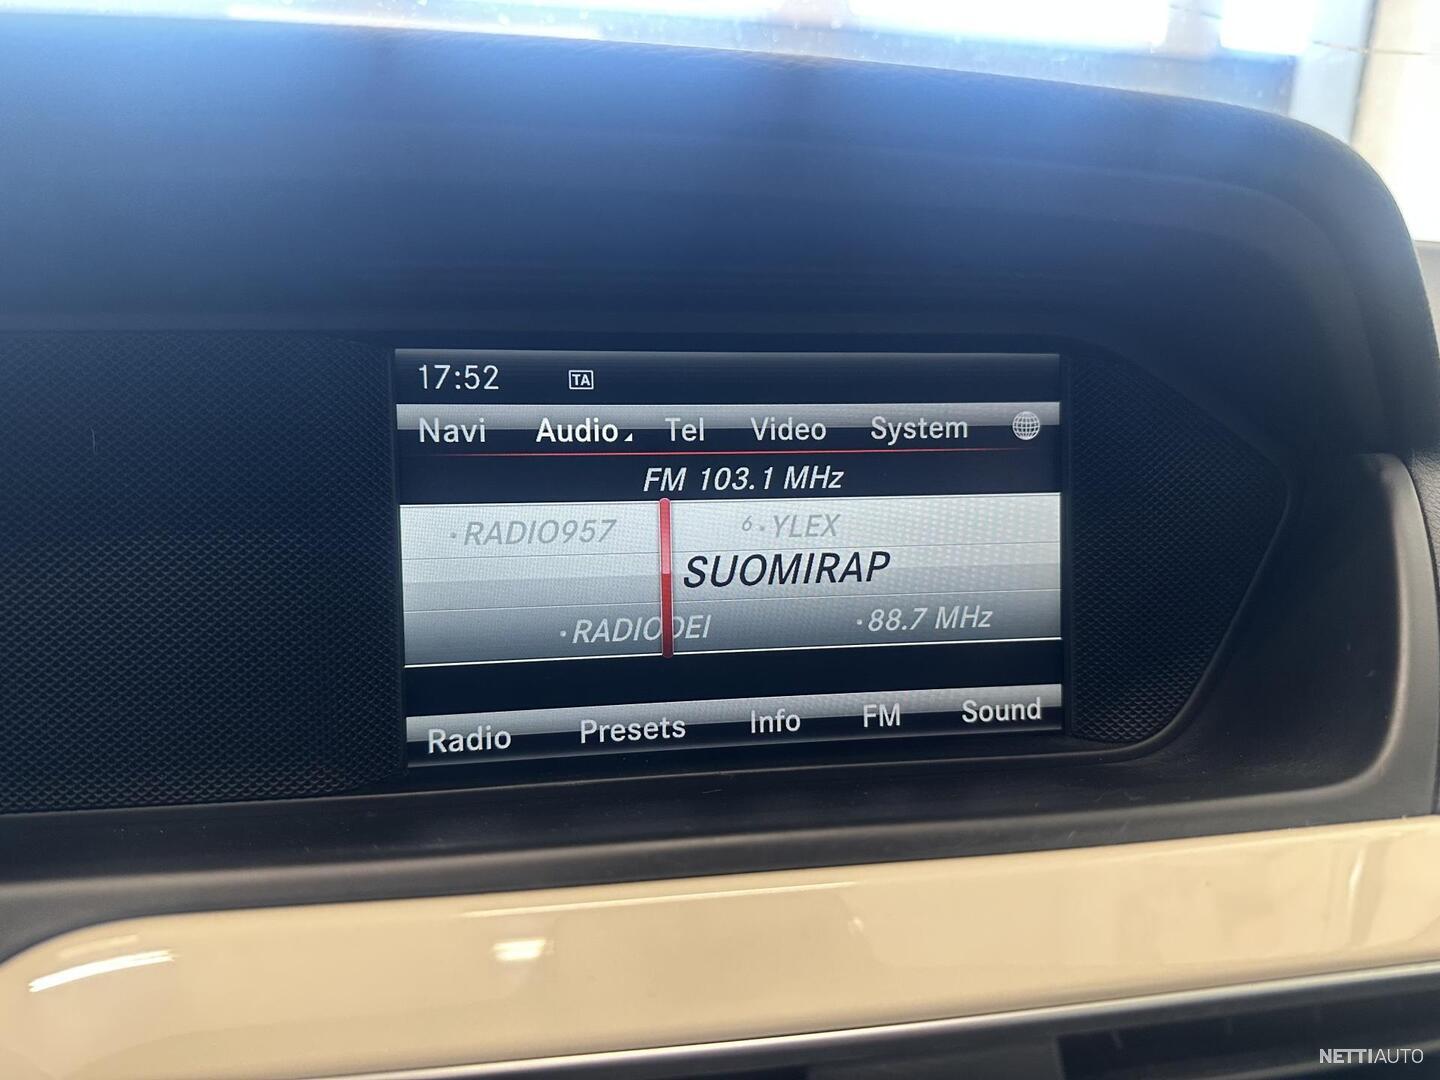 17:52 TA
Navi Audio Tel Video System
FM 103.1 MHz
·RADIO957 6·YLEX
SUOMIRAP
·RADIODEI ·88.7 MHz
Radio Presets Info FM Sound
NETTIAUTO